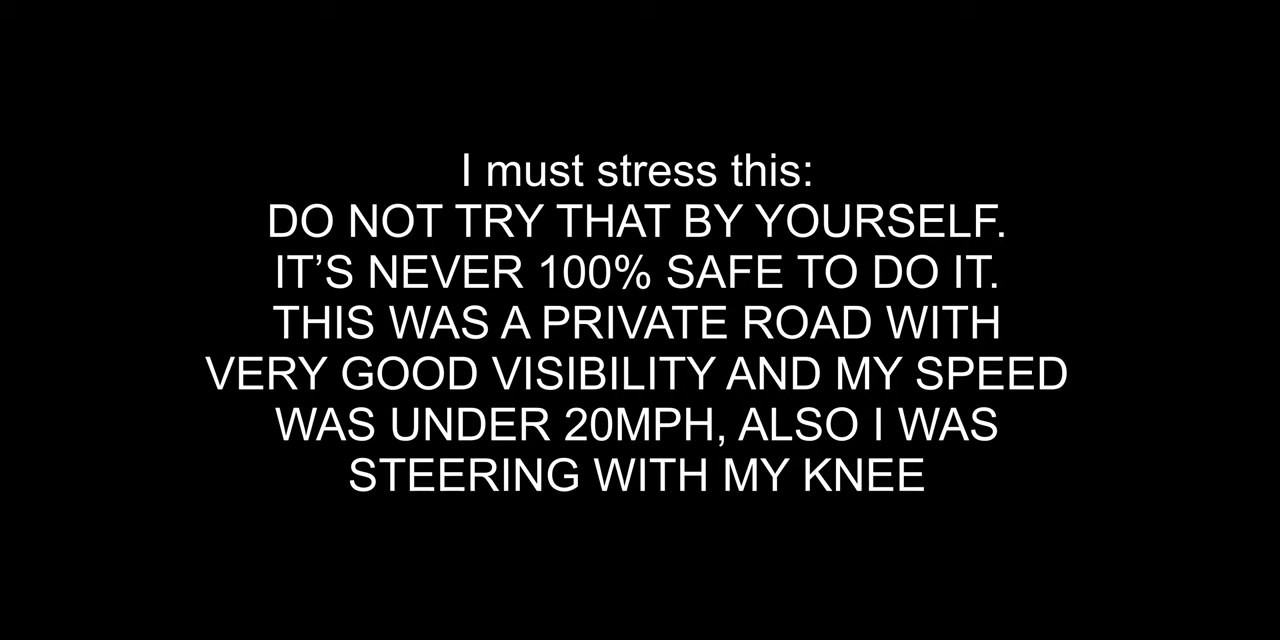 I must stress this:
DO NOT TRY THAT BY YOURSELF.
IT’S NEVER 100% SAFE TO DO IT.
THIS WAS A PRIVATE ROAD WITH
VERY GOOD VISIBILITY AND MY SPEED
WAS UNDER 20MPH, ALSO I WAS
STEERING WITH MY KNEE